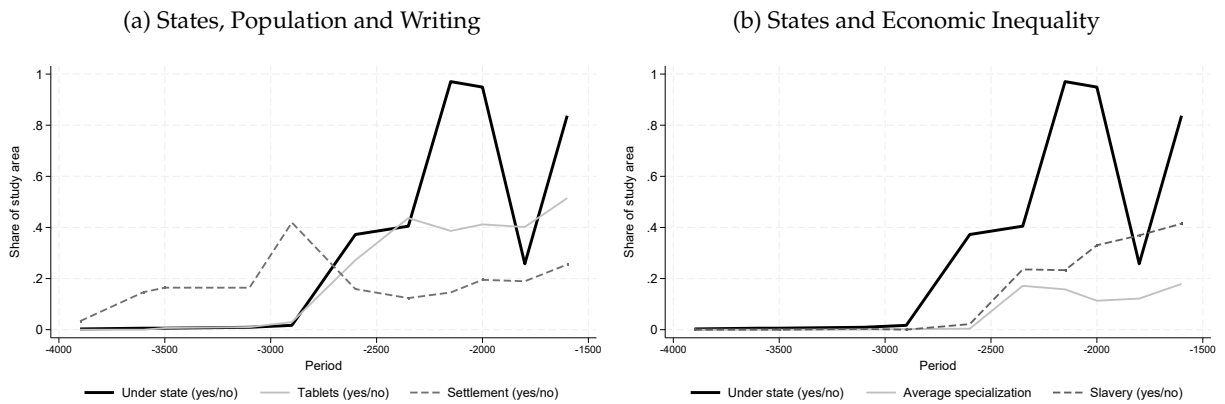 (a) States, Population and Writing
Share of study area
1
.8
.6
.4
.2
0
-4000
-3500
-3000
-2500
-2000
-1500
Period
Under state (yes/no)
Tablets (yes/no)
Settlement (yes/no)
(b) States and Economic Inequality
Share of study area
1
.8
.6
.4
.2
0
-4000
-3500
-3000
-2500
-2000
-1500
Period
Under state (yes/no)
Average specialization
Slavery (yes/no)